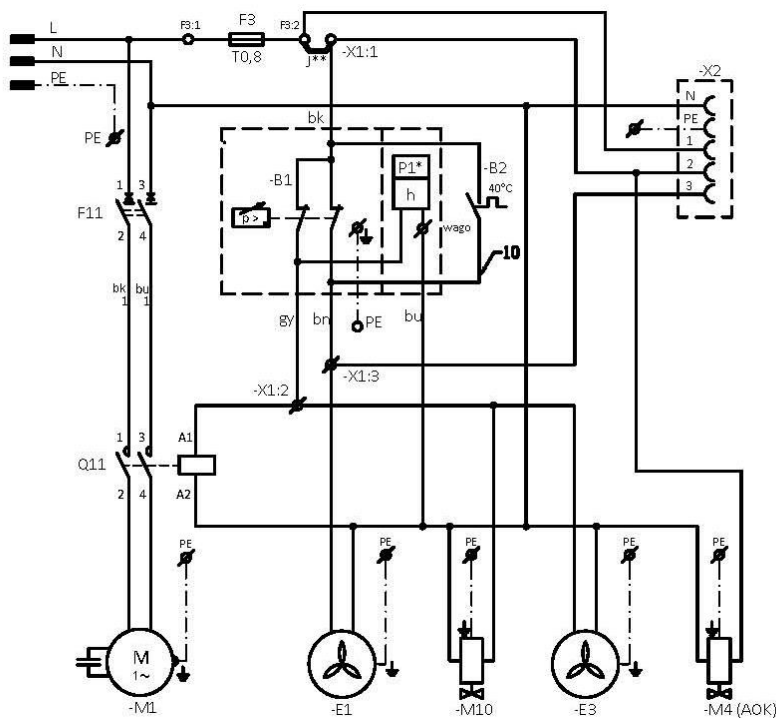 L
F3:1
F3
F3:2
T0,8
j**
-X1:1
N
PE
-X2
N
PE
1
2
3
PE
bk
-B1
P1*
h
-B2
40°C
p >
wago
10
1 3
F11
2 4
bk 1
bu 1
gy
bn
PE
bu
-X1:2
-X1:3
1 3
A1
Q11
2 4
A2
PE
PE
PE
PE
PE
M
1~
-M1
-E1
-M10
-E3
-M4 (AOK)